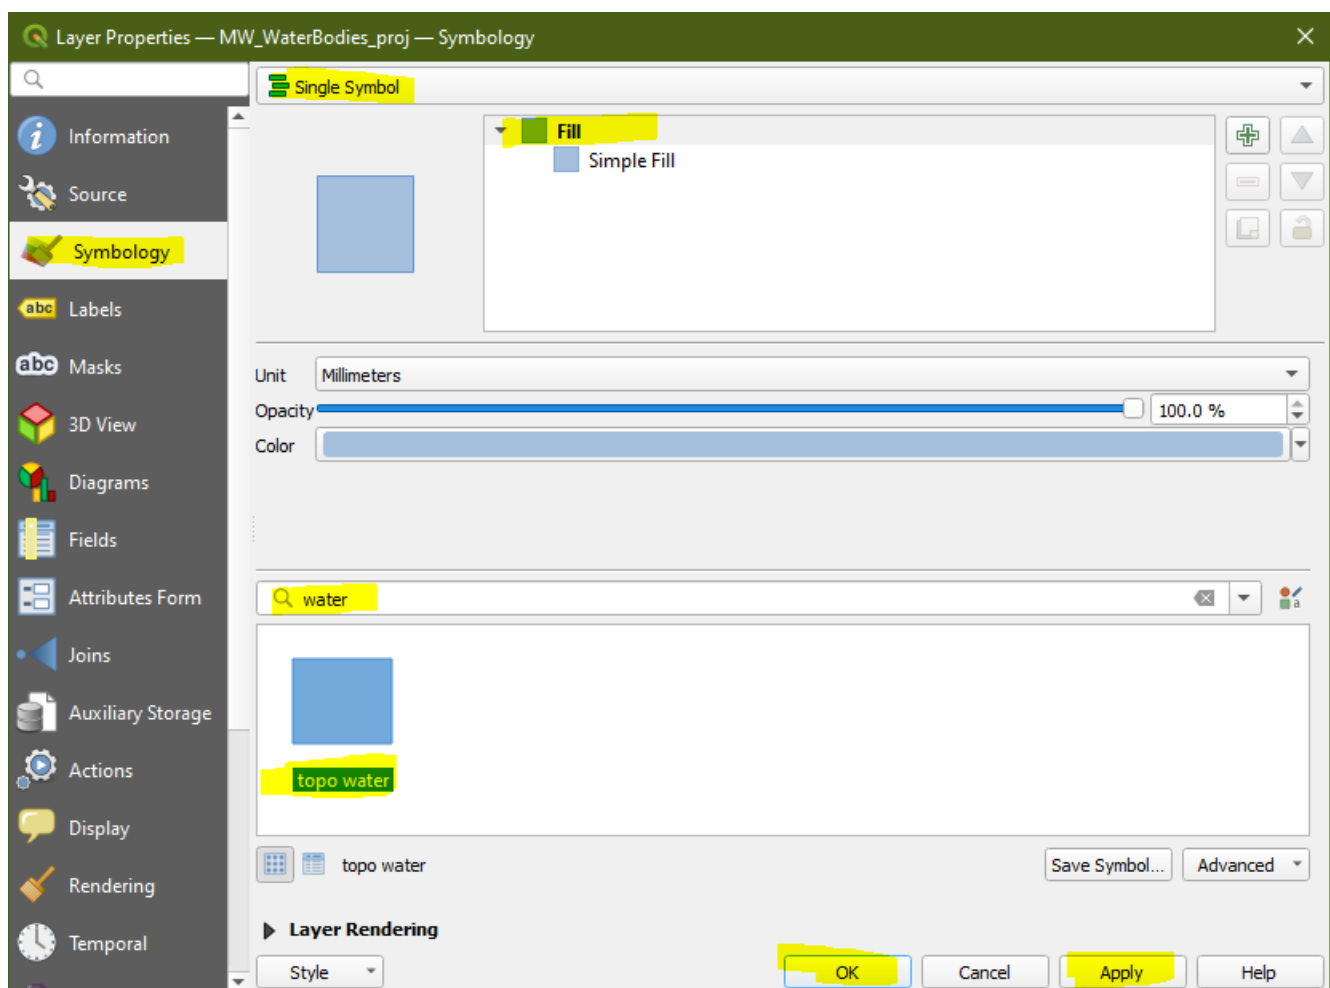 Layer Properties — MW_WaterBodies_proj — Symbology
Single Symbol
Information
Source
Symbology
abc Labels
abc Masks
3D View
Diagrams
Fields
Attributes Form
Joins
Auxiliary Storage
Actions
Display
Rendering
Temporal
Fill
Simple Fill
Unit Millimeters
Opacity 100.0 %
Color
water
a
topo water
topo water
Save Symbol...
Advanced
Layer Rendering
Style
OK
Cancel
Apply
Help